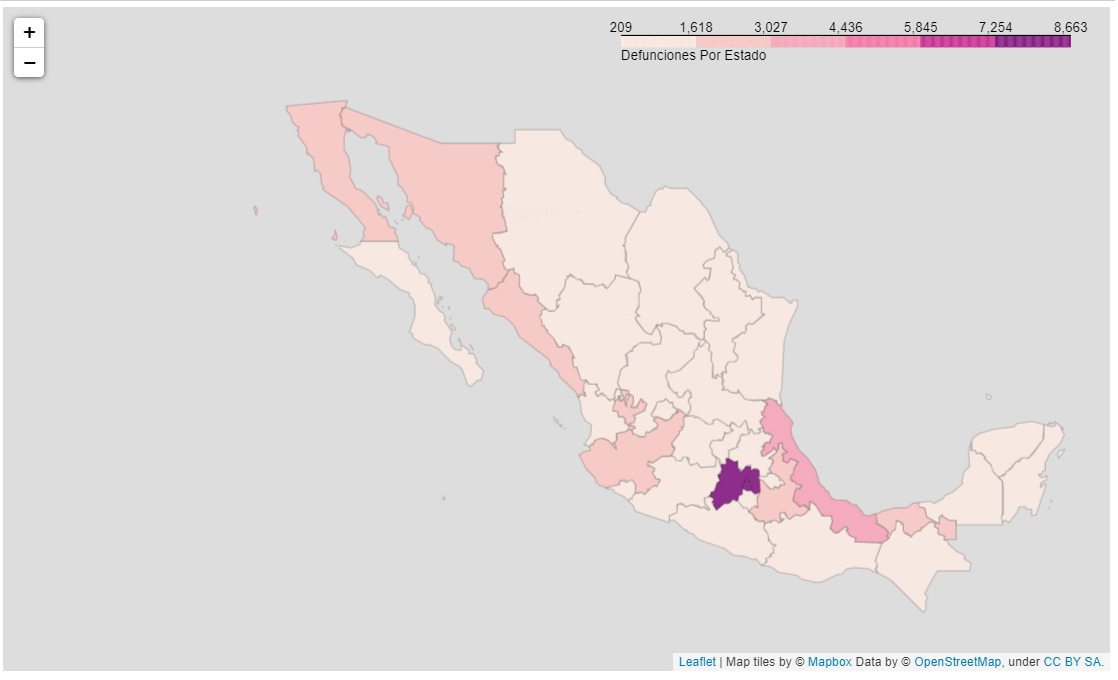 +
−
209 1,618 3,027 4,436 5,845 7,254 8,663
Defunciones Por Estado
Leaflet | Map tiles by © Mapbox Data by © OpenStreetMap, under CC BY SA.